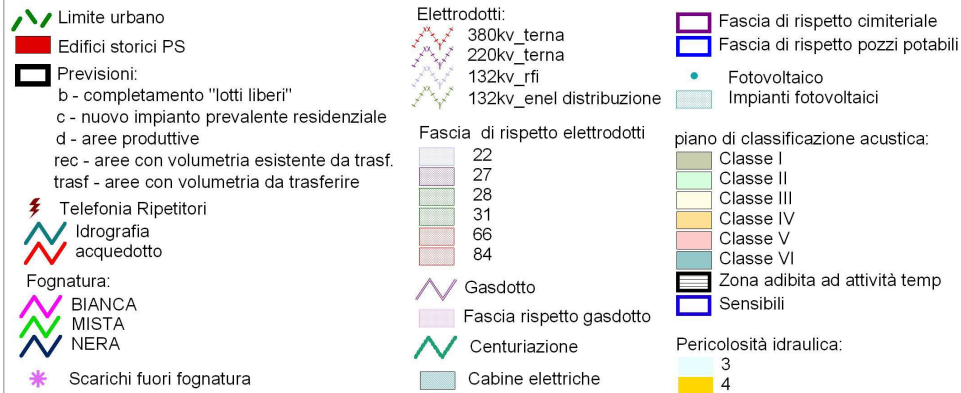 Limite urbano
Edifici storici PS
Previsioni:
b - completamento "lotti liberi"
c - nuovo impianto prevalente residenziale
d - aree produttive
rec - aree con volumetria esistente da trasf.
trasf - aree con volumetria da trasferire
Telefonia Ripetitori
Idrografia
acquedotto
Fognatura:
BIANCA
MISTA
NERA
Scarichi fuori fognatura
Elettrodotti:
380kv_terna
220kv_terna
132kv_rfi
132kv_enel distribuzione
Fascia di rispetto elettrodotti
22
27
28
31
66
84
Gasdotto
Fascia rispetto gasdotto
Centuriazione
Cabine elettriche
Fascia di rispetto cimiteriale
Fascia di rispetto pozzi potabili
Fotovoltaico
Impianti fotovoltaici
piano di classificazione acustica:
Classe I
Classe II
Classe III
Classe IV
Classe V
Classe VI
Zona adibita ad attività temp
Sensibili
Pericolosità idraulica:
3
4